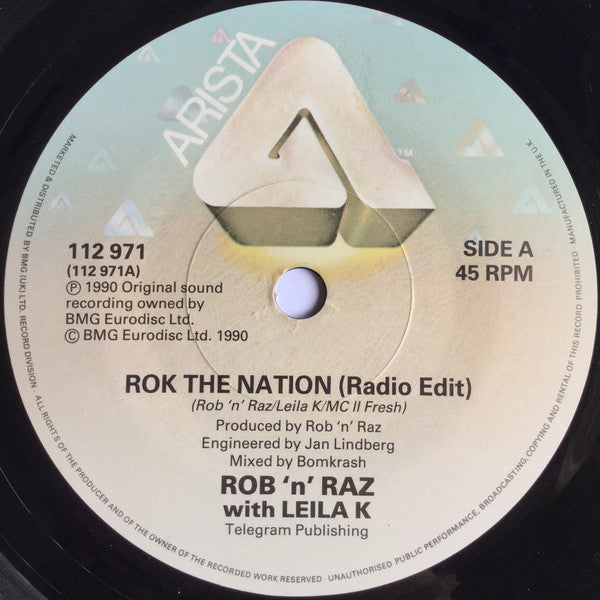 ARISTA
TM
112 971
(112 971A)
Ⓟ 1990 Original sound
recording owned by
BMG Eurodisc Ltd.
© BMG Eurodisc Ltd. 1990
SIDE A
45 RPM
ROK THE NATION (Radio Edit)
(Rob ‘n’ Raz/Leila K/MC II Fresh)
Produced by Rob ‘n’ Raz
Engineered by Jan Lindberg
Mixed by Bomkrash
ROB ‘n’ RAZ
with LEILA K
Telegram Publishing
MARKETED & DISTRIBUTED BY BMG (UK) LTD. RECORD DIVISION · ALL RIGHTS OF THE PRODUCER AND OF THE OWNER OF THE RECORDED WORK RESERVED UNAUTHORISED PUBLIC PERFORMANCE, BROADCASTING, COPYING AND RENTAL OF THIS RECORD PROHIBITED MANUFACTURED IN THE U.K.